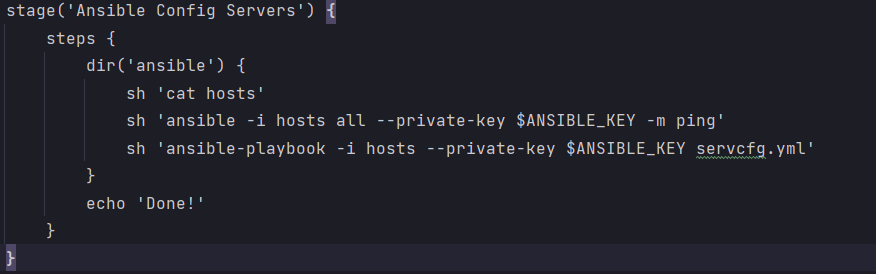 stage('Ansible Config Servers') {
    steps {
        dir('ansible') {
            sh 'cat hosts'
            sh 'ansible -i hosts all --private-key $ANSIBLE_KEY -m ping'
            sh 'ansible-playbook -i hosts --private-key $ANSIBLE_KEY servcfg.yml'
        }
        echo 'Done!'
    }
}